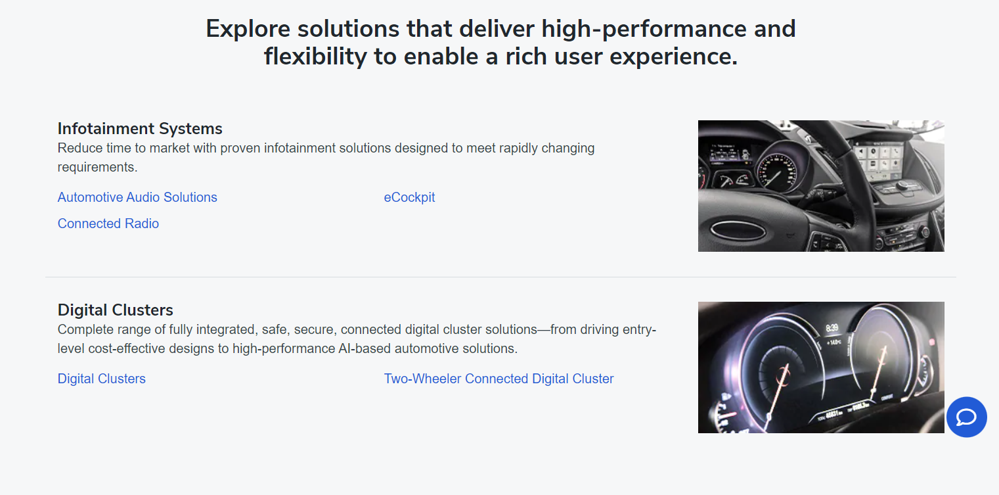 Explore solutions that deliver high-performance and
flexibility to enable a rich user experience.
Infotainment Systems
Reduce time to market with proven infotainment solutions designed to meet rapidly changing
requirements.
Automotive Audio Solutions
eCockpit
Connected Radio
Digital Clusters
Complete range of fully integrated, safe, secure, connected digital cluster solutions—from driving entry-
level cost-effective designs to high-performance AI-based automotive solutions.
8:39
Digital Clusters
Two-Wheeler Connected Digital Cluster
COMFORT